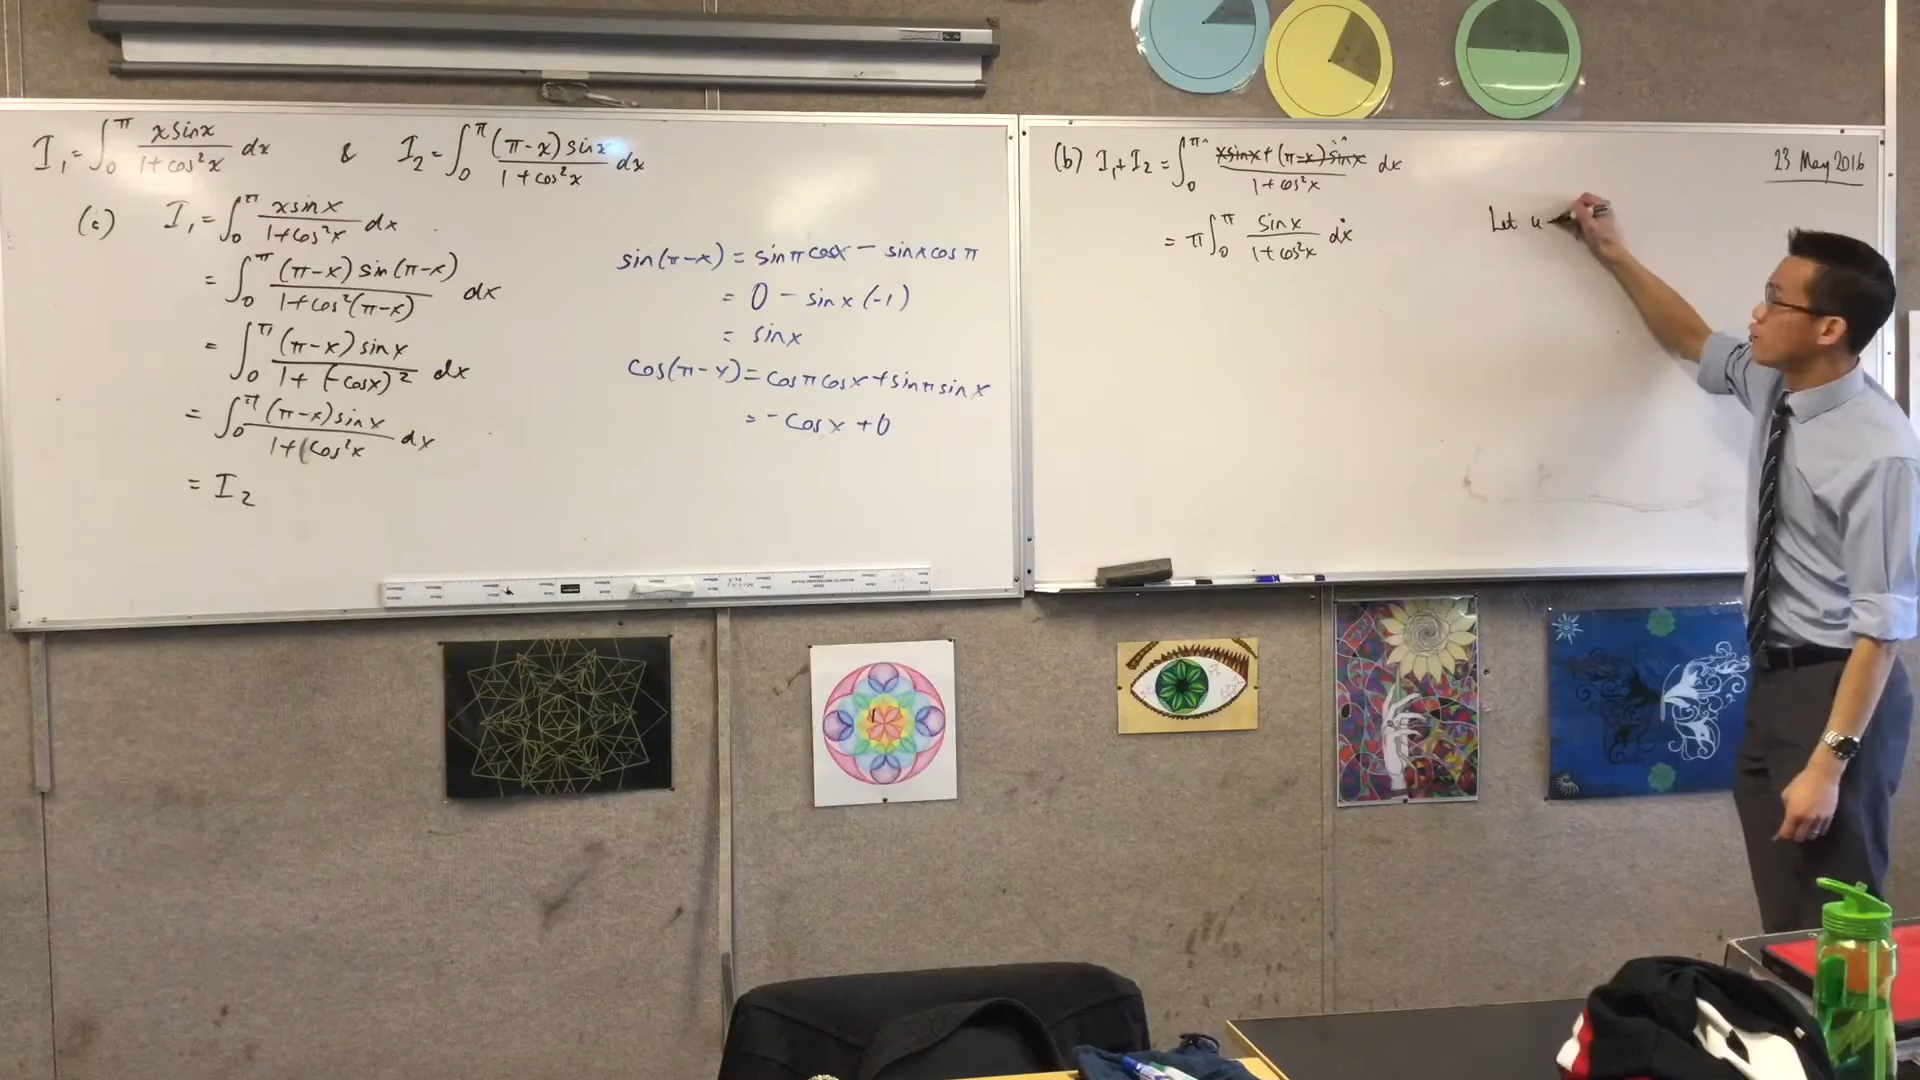 I₁ = ∫₀^π (x sin x)/(1+cos²x) dx & I₂ = ∫₀^π ((π-x) sin x)/(1+cos²x) dx
(a) I₁ = ∫₀^π (x sin x)/(1+cos²x) dx
= ∫₀^π ((π-x) sin(π-x))/(1+cos²(π-x)) dx
= ∫₀^π ((π-x) sin x)/(1+(-cos x)²) dx
= ∫₀^π ((π-x) sin x)/(1+cos²x) dx
= I₂
sin(π-x) = sin π cos x - sin x cos π
= 0 - sin x (-1)
= sin x
cos(π-x) = cos π cos x + sin π sin x
= -cos x + 0
(b) I₁+I₂ = ∫₀^π (x sin x + (π-x) sin x)/(1+cos²x) dx
= π∫₀^π (sin x)/(1+cos²x) dx
Let u
23 May 2016